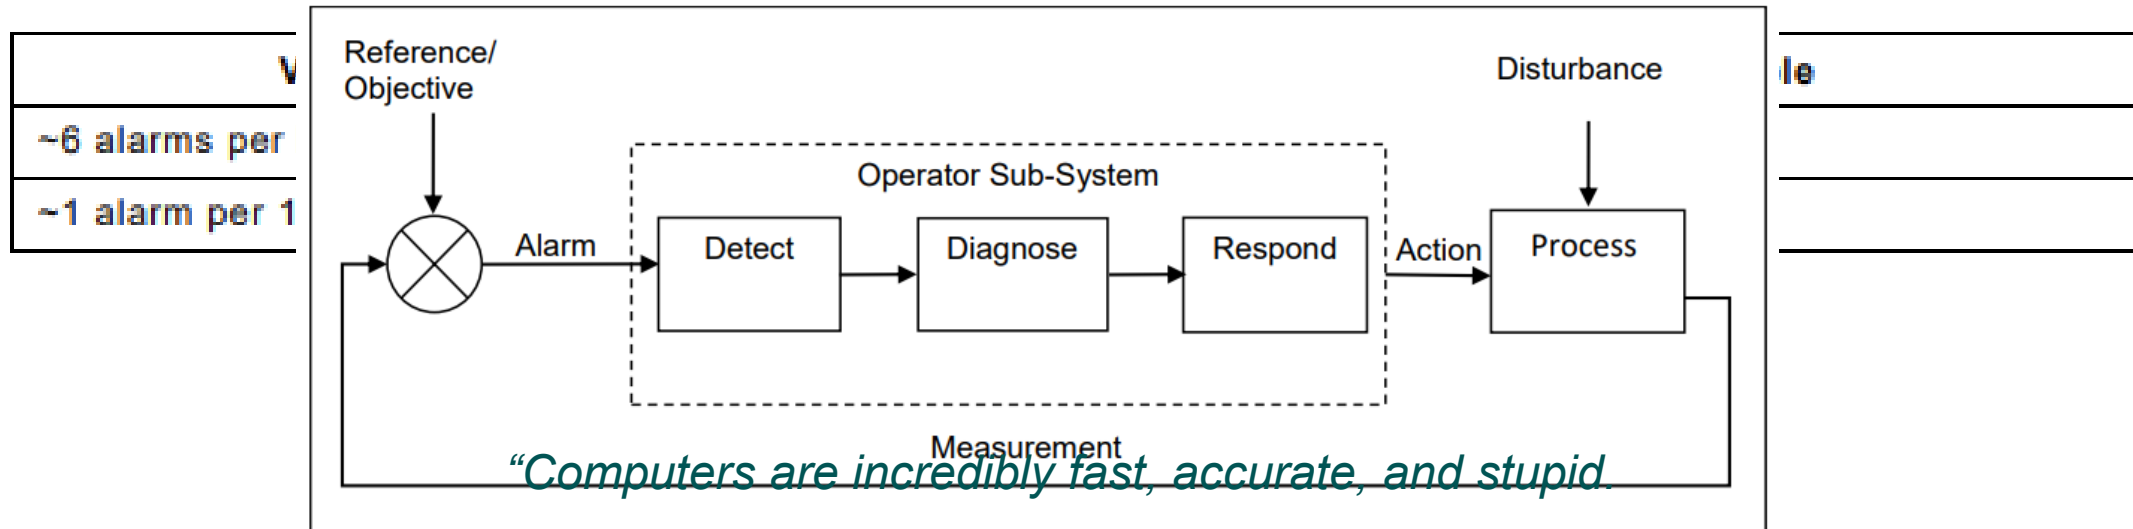 Reference/
Objective
Disturbance
~6 alarms per
~1 alarm per 1
Operator Sub-System
Alarm
Detect
Diagnose
Respond
Action
Process
Measurement
“Computers are incredibly fast, accurate, and stupid.